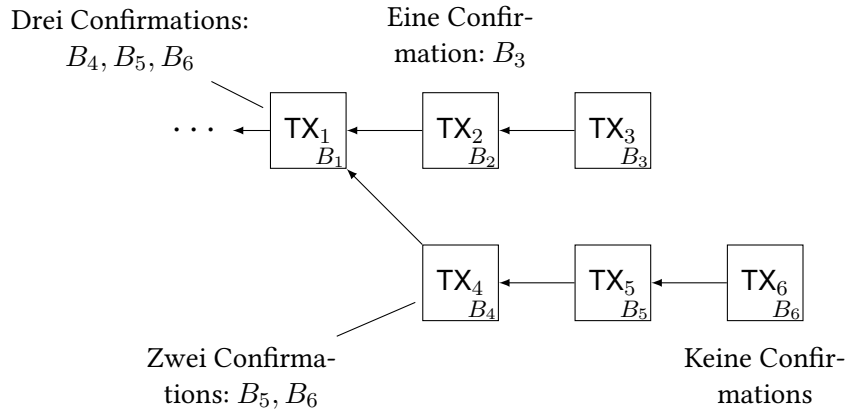 Drei Confirmations:
B₄, B₅, B₆
Eine Confir-
mation: B₃
· · ·
TX₁
B₁
TX₂
B₂
TX₃
B₃
TX₄
B₄
TX₅
B₅
TX₆
B₆
Zwei Confirma-
tions: B₅, B₆
Keine Confir-
mations